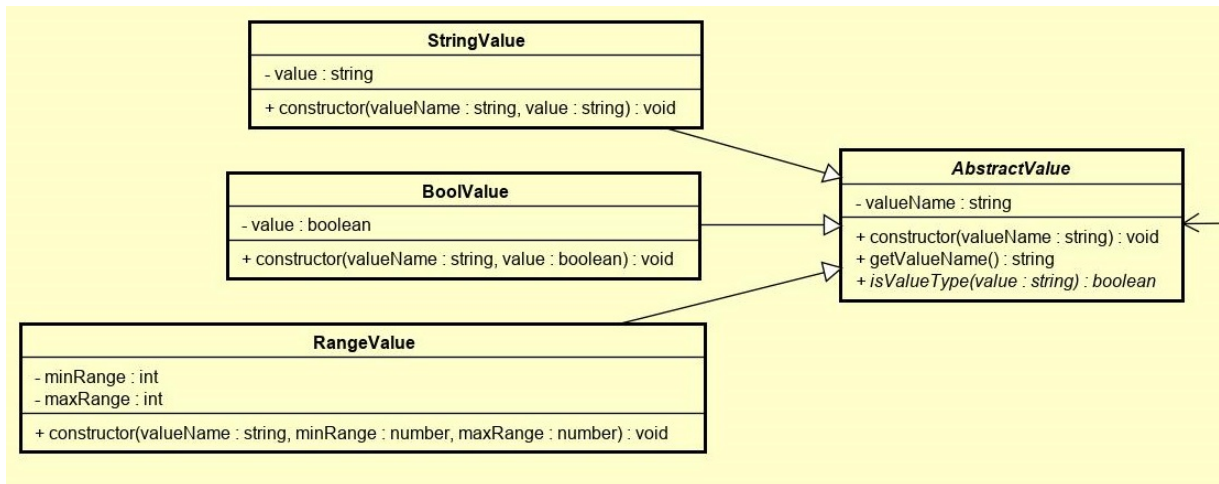 StringValue
- value : string
+ constructor(valueName : string, value : string) : void
BoolValue
- value : boolean
+ constructor(valueName : string, value : boolean) : void
RangeValue
- minRange : int
- maxRange : int
+ constructor(valueName : string, minRange : number, maxRange : number) : void
AbstractValue
- valueName : string
+ constructor(valueName : string) : void
+ getValueName() : string
+ isValueType(value : string) : boolean